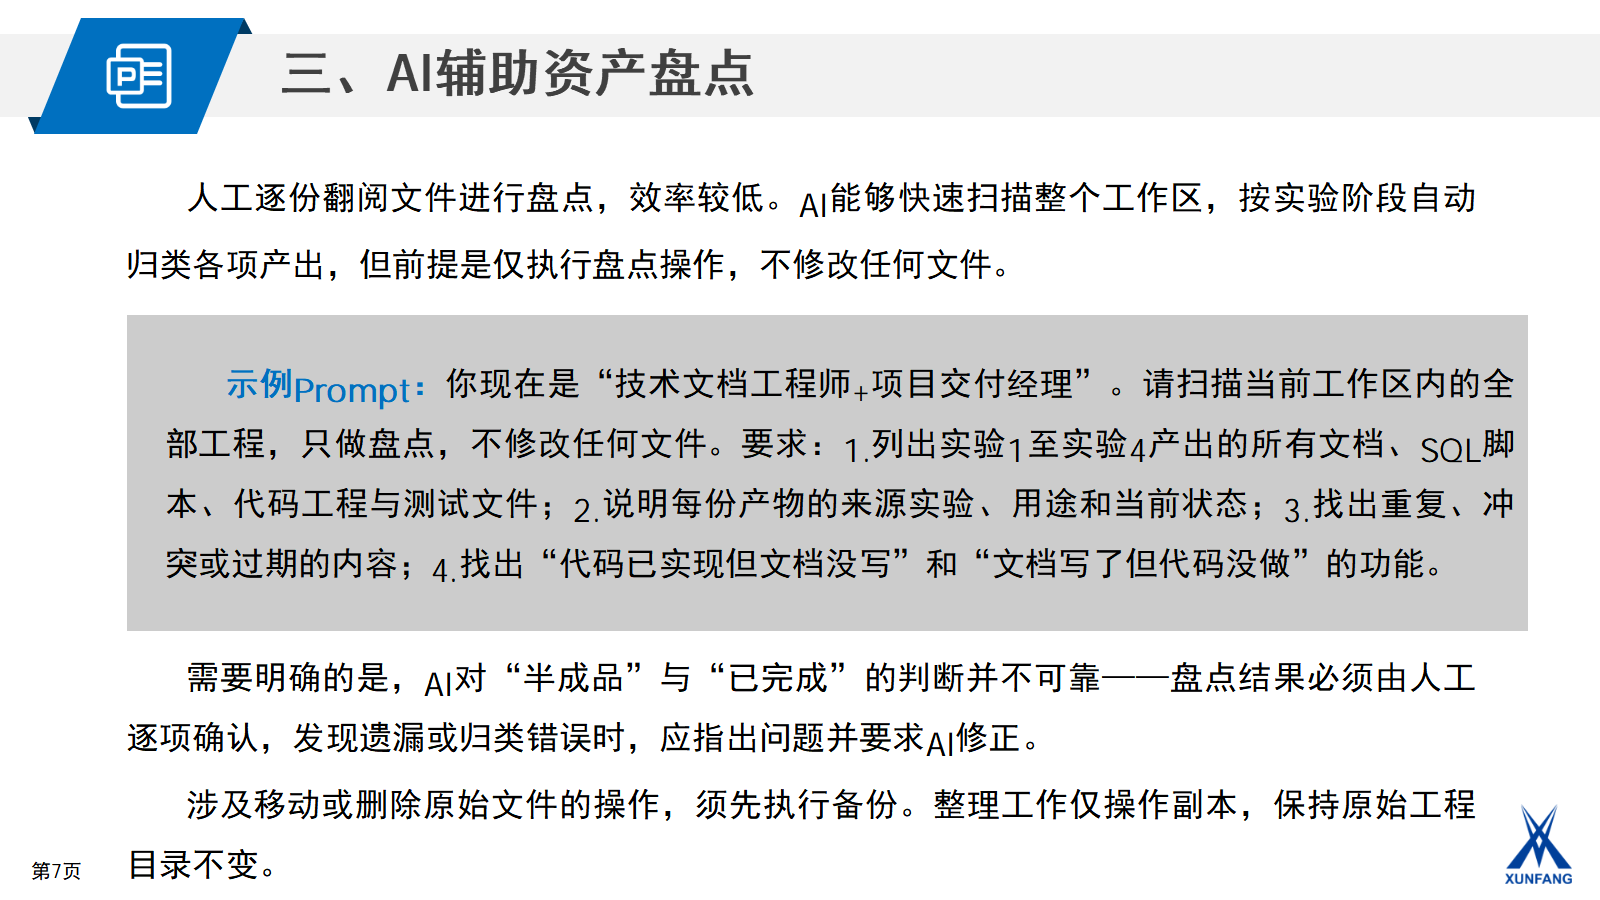 三、AI辅助资产盘点
人工逐份翻阅文件进行盘点，效率较低。AI能够快速扫描整个工作区，按实验阶段自动
归类各项产出，但前提是仅执行盘点操作，不修改任何文件。
示例Prompt：你现在是“技术文档工程师+项目交付经理”。请扫描当前工作区内的全
部工程，只做盘点，不修改任何文件。要求：1.列出实验1至实验4产出的所有文档、SQL脚
本、代码工程与测试文件；2.说明每份产物的来源实验、用途和当前状态；3.找出重复、冲
突或过期的内容；4.找出“代码已实现但文档没写”和“文档写了但代码没做”的功能。
需要明确的是，AI对“半成品”与“已完成”的判断并不可靠——盘点结果必须由人工
逐项确认，发现遗漏或归类错误时，应指出问题并要求AI修正。
涉及移动或删除原始文件的操作，须先执行备份。整理工作仅操作副本，保持原始工程
目录不变。
第7页
XUNFANG